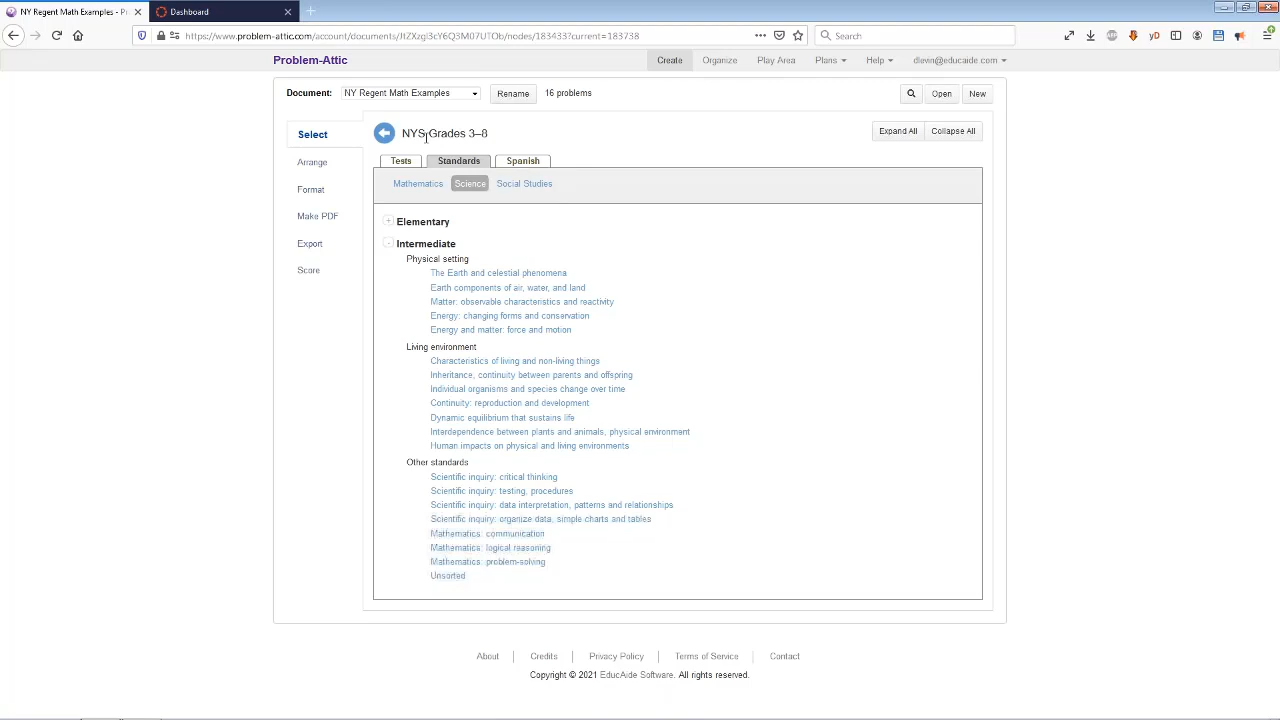 NY Regent Math Examples - Pr
Dashboard
https://www.problem-attic.com/account/documents/JtZXzgi3cY6Q3M07UTOb/nodes/183433?current=183738
Search
Problem-Attic
Create
Organize
Play Area
Plans
Help
dlevin@educaide.com
Document:
NY Regent Math Examples
Rename
16 problems
Open
New
Select
Arrange
Format
Make PDF
Export
Score
NYS Grades 3–8
Expand All
Collapse All
Tests
Standards
Spanish
Mathematics
Science
Social Studies
Elementary
Intermediate
Physical setting
The Earth and celestial phenomena
Earth components of air, water, and land
Matter: observable characteristics and reactivity
Energy: changing forms and conservation
Energy and matter: force and motion
Living environment
Characteristics of living and non-living things
Inheritance, continuity between parents and offspring
Individual organisms and species change over time
Continuity: reproduction and development
Dynamic equilibrium that sustains life
Interdependence between plants and animals, physical environment
Human impacts on physical and living environments
Other standards
Scientific inquiry: critical thinking
Scientific inquiry: testing, procedures
Scientific inquiry: data interpretation, patterns and relationships
Scientific inquiry: organize data, simple charts and tables
Mathematics: communication
Mathematics: logical reasoning
Mathematics: problem-solving
Unsorted
About
Credits
Privacy Policy
Terms of Service
Contact
Copyright © 2021 EducAide Software. All rights reserved.